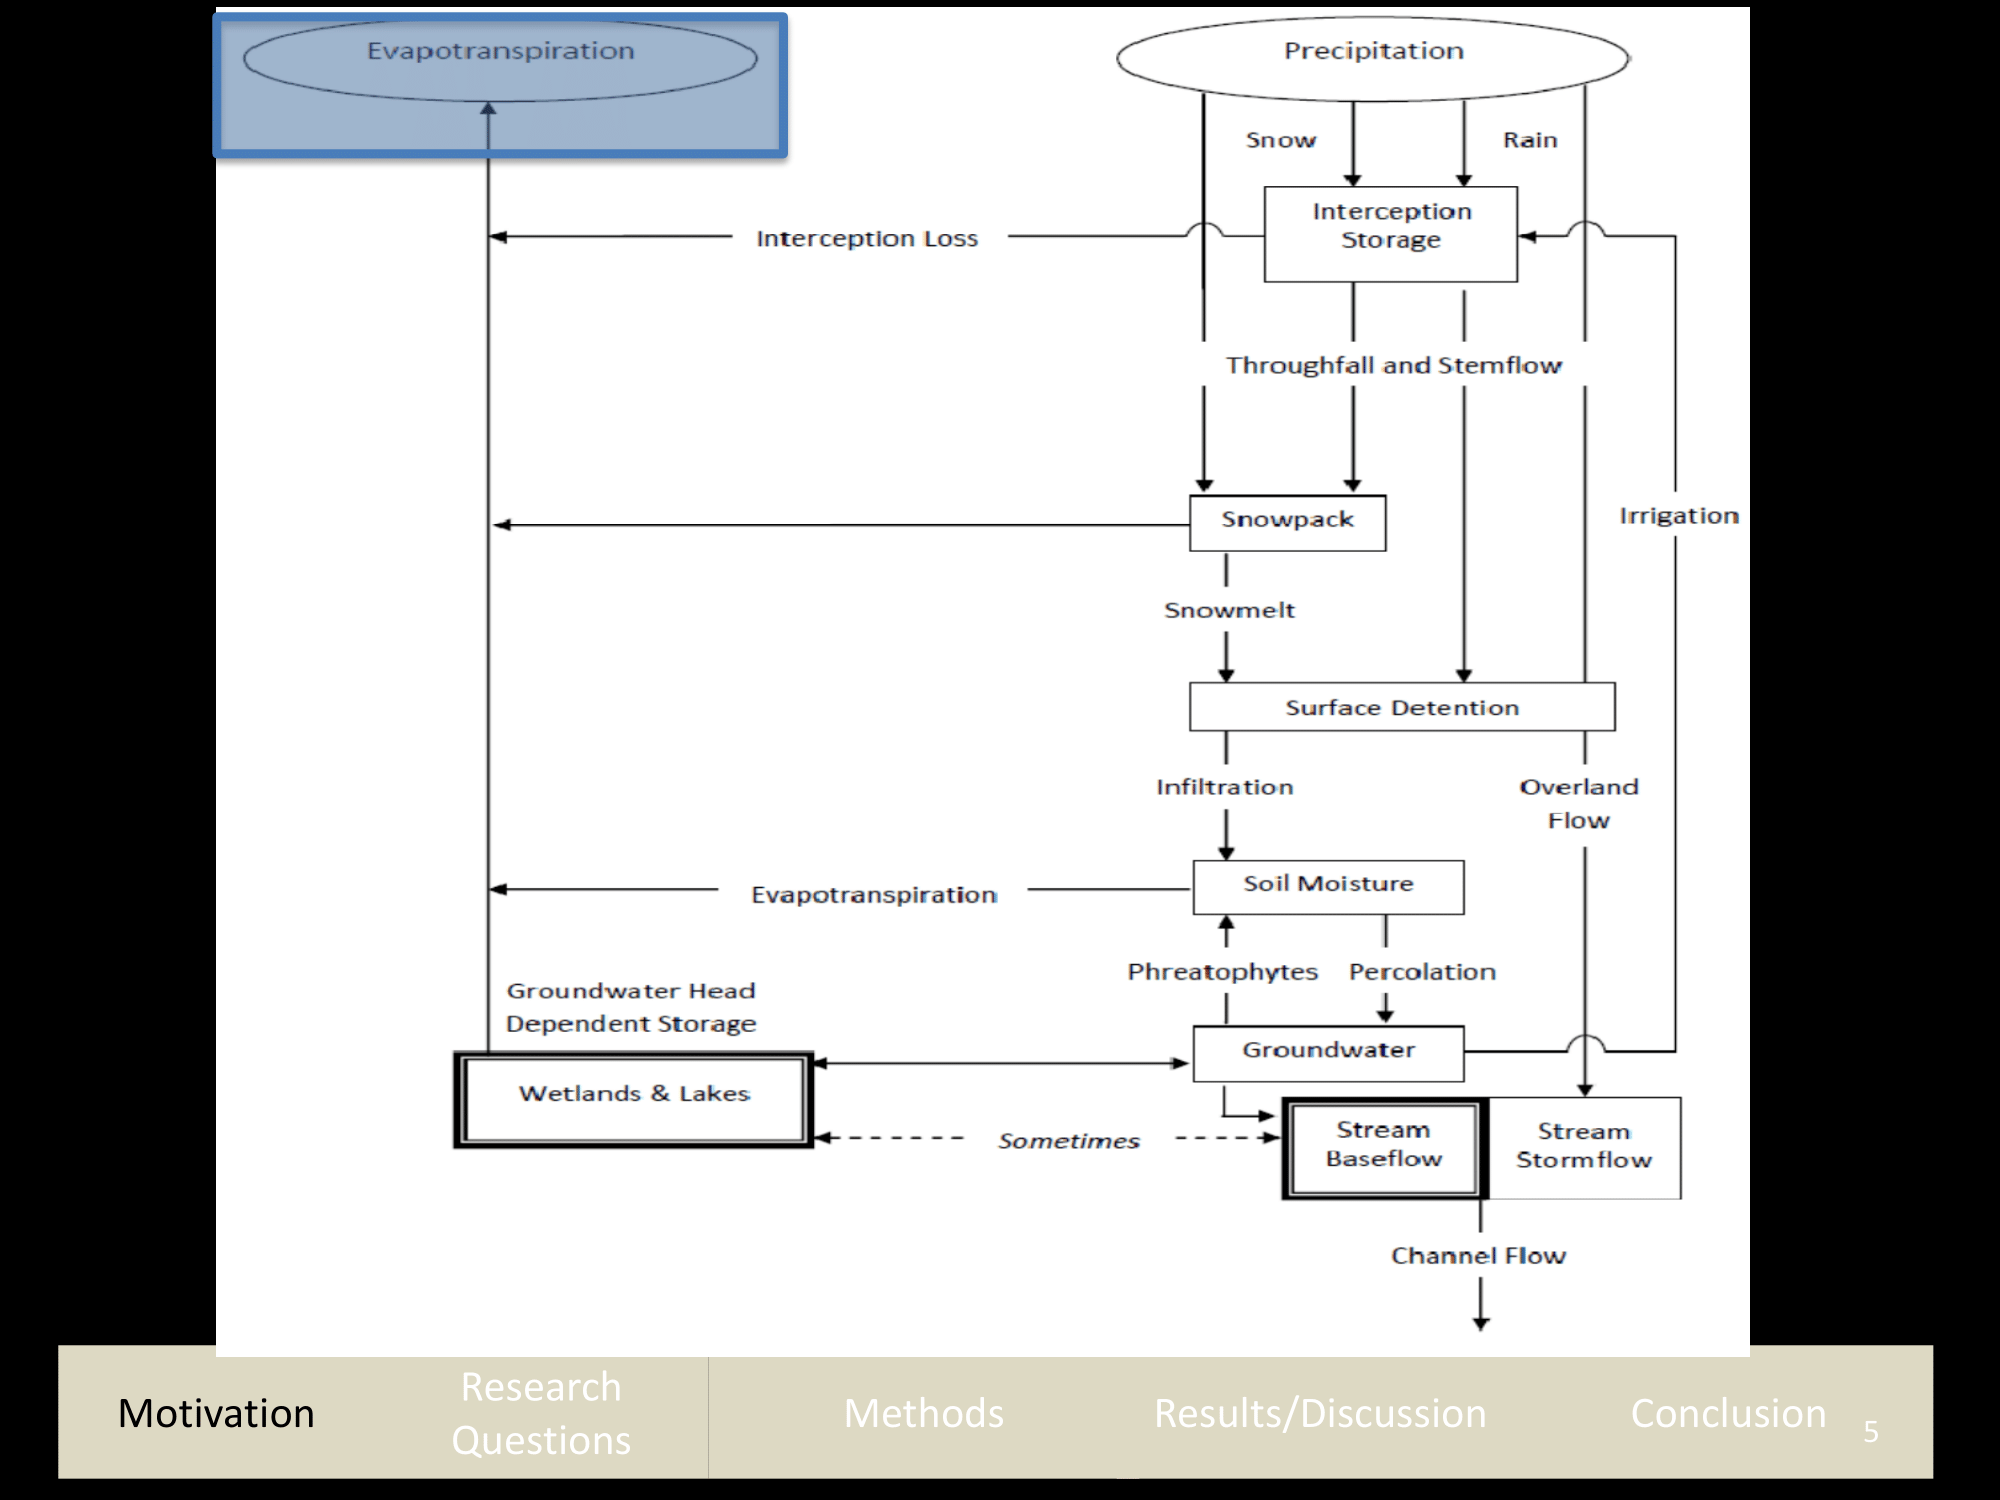 Evapotranspiration
Precipitation
Snow
Rain
Interception
Storage
Interception Loss
Throughfall and Stemflow
Snowpack
Irrigation
Snowmelt
Surface Detention
Infiltration
Overland
Flow
Soil Moisture
Evapotranspiration
Phreatophytes
Percolation
Groundwater Head
Dependent Storage
Groundwater
Wetlands & Lakes
Sometimes
Stream
Baseflow
Stream
Stormflow
Channel Flow
Motivation
Research
Questions
Methods
Results/Discussion
Conclusion
5